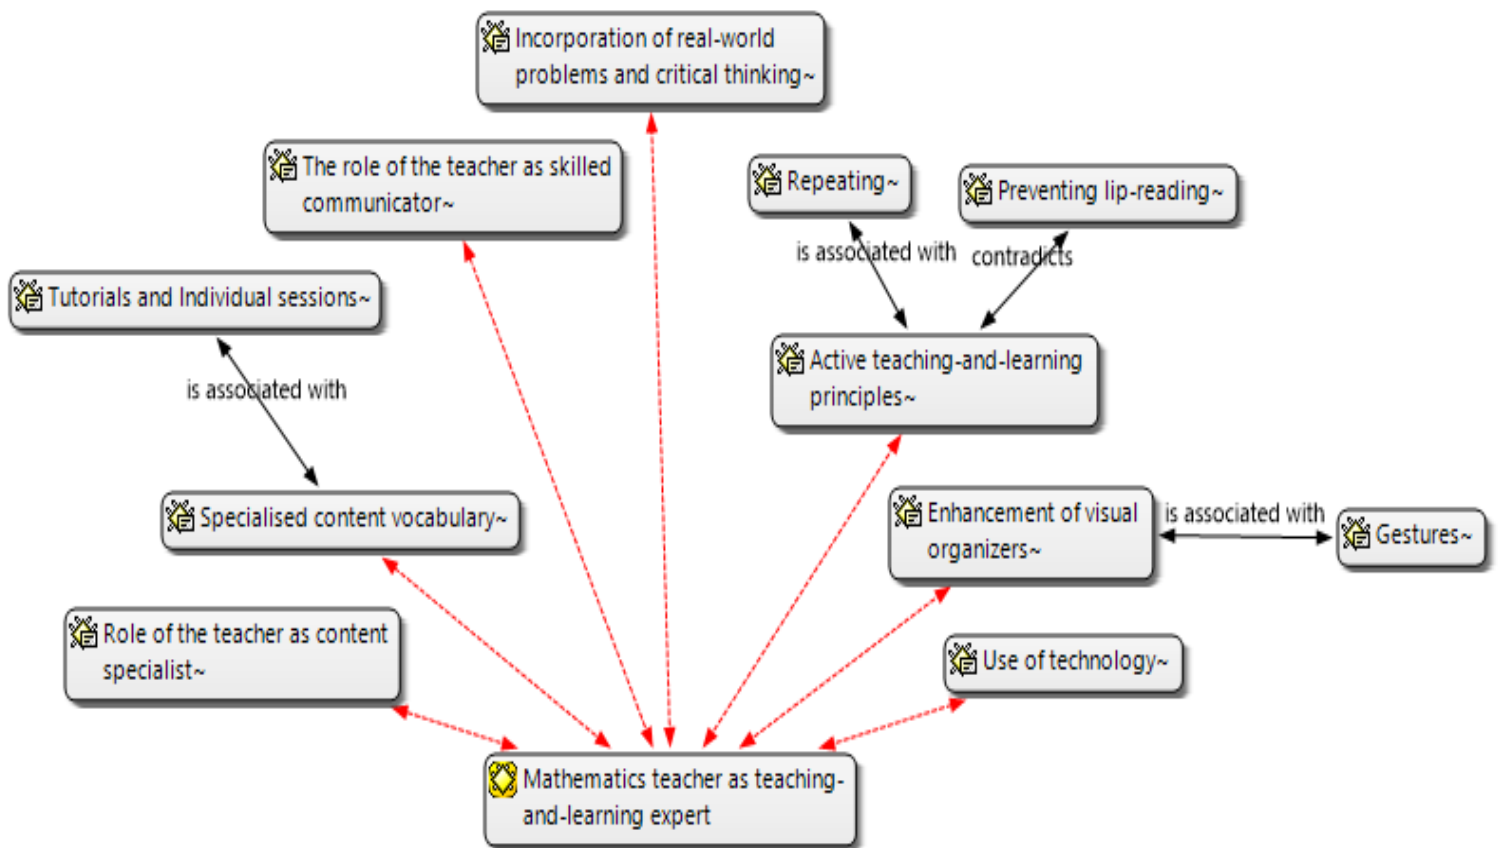 Incorporation of real-world
problems and critical thinking~
The role of the teacher as skilled
communicator~
Repeating~
Preventing lip-reading~
is associated with
contradicts
Tutorials and Individual sessions~
is associated with
Active teaching-and-learning
principles~
Specialised content vocabulary~
Enhancement of visual
organizers~
is associated with
Gestures~
Role of the teacher as content
specialist~
Use of technology~
Mathematics teacher as teaching-
and-learning expert